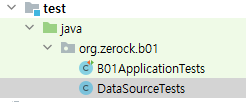 test
java
org.zerock.b01
B01ApplicationTests
DataSourceTests